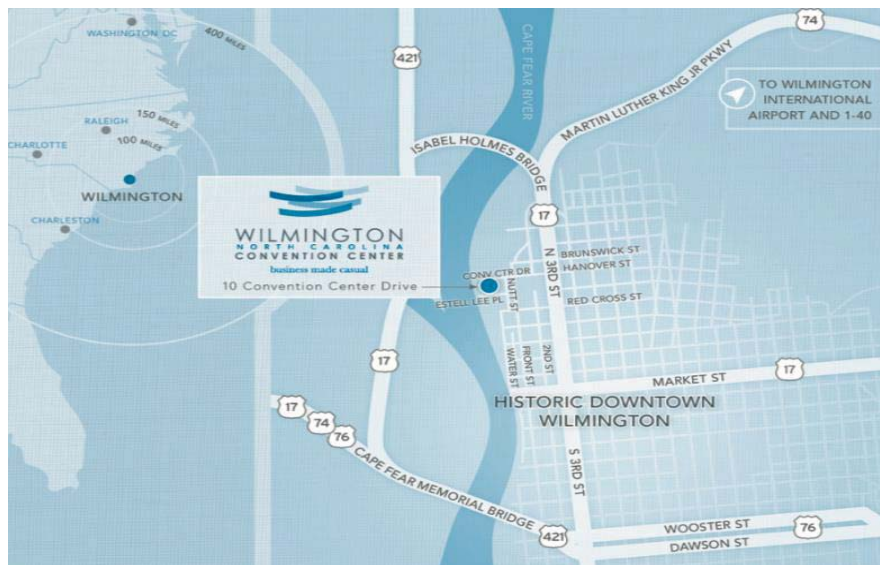 WASHINGTON DC
400 MILES
RALEIGH
150 MILES
100 MILES
CHARLOTTE
WILMINGTON
CHARLESTON
WILMINGTON
NORTH CAROLINA
CONVENTION CENTER
business made casual
10 Convention Center Drive
421
CAPE FEAR RIVER
74
MARTIN LUTHER KING JR PKWY
TO WILMINGTON
INTERNATIONAL
AIRPORT AND 1-40
ISABEL HOLMES BRIDGE
17
N 3RD ST
BRUNSWICK ST
HANOVER ST
CONV CTR DR
NUTT ST
ESTELL LEE PL
RED CROSS ST
WATER ST
FRONT ST
2ND ST
17
MARKET ST
17
HISTORIC DOWNTOWN
WILMINGTON
17
74
76
CAPE FEAR MEMORIAL BRIDGE
421
S 3RD ST
WOOSTER ST
76
DAWSON ST